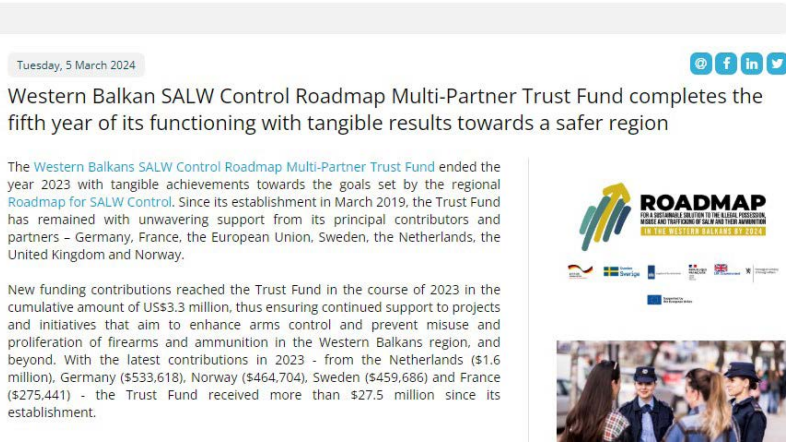 Tuesday, 5 March 2024
Western Balkan SALW Control Roadmap Multi-Partner Trust Fund completes the
fifth year of its functioning with tangible results towards a safer region
The Western Balkans SALW Control Roadmap Multi-Partner Trust Fund ended the
year 2023 with tangible achievements towards the goals set by the regional
Roadmap for SALW Control. Since its establishment in March 2019, the Trust Fund
has remained with unwavering support from its principal contributors and
partners – Germany, France, the European Union, Sweden, the Netherlands, the
United Kingdom and Norway.
New funding contributions reached the Trust Fund in the course of 2023 in the
cumulative amount of US$3.3 million, thus ensuring continued support to projects
and initiatives that aim to enhance arms control and prevent misuse and
proliferation of firearms and ammunition in the Western Balkans region, and
beyond. With the latest contributions in 2023 - from the Netherlands ($1.6
million), Germany ($533,618), Norway ($464,704), Sweden ($459,686) and France
($275,441) - the Trust Fund received more than $27.5 million since its
establishment.
ROADMAP
FOR A SUSTAINABLE SOLUTION TO THE ILLEGAL POSSESSION,
MISUSE AND TRAFFICKING OF SALW AND THEIR AMMUNITION
IN THE WESTERN BALKANS BY 2024
Sverige
Supported by
the European Union